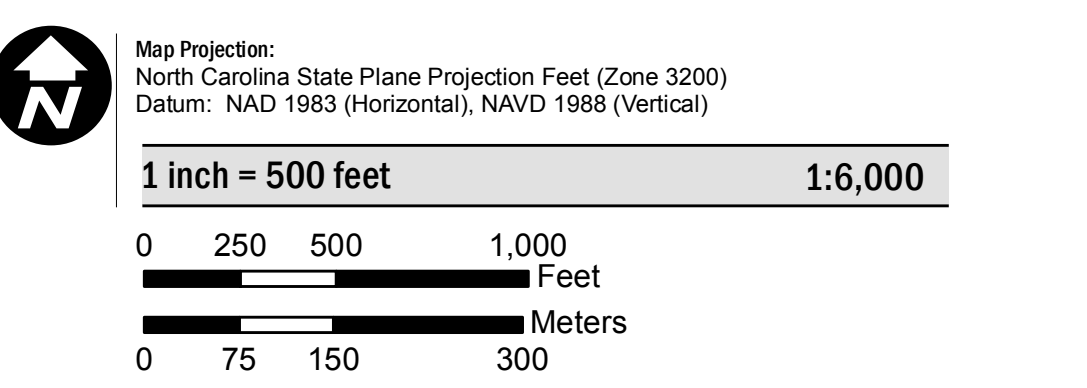 N
Map Projection:
North Carolina State Plane Projection Feet (Zone 3200)
Datum: NAD 1983 (Horizontal), NAVD 1988 (Vertical)
1 inch = 500 feet 1:6,000
0 250 500 1,000
Feet
Meters
0 75 150 300